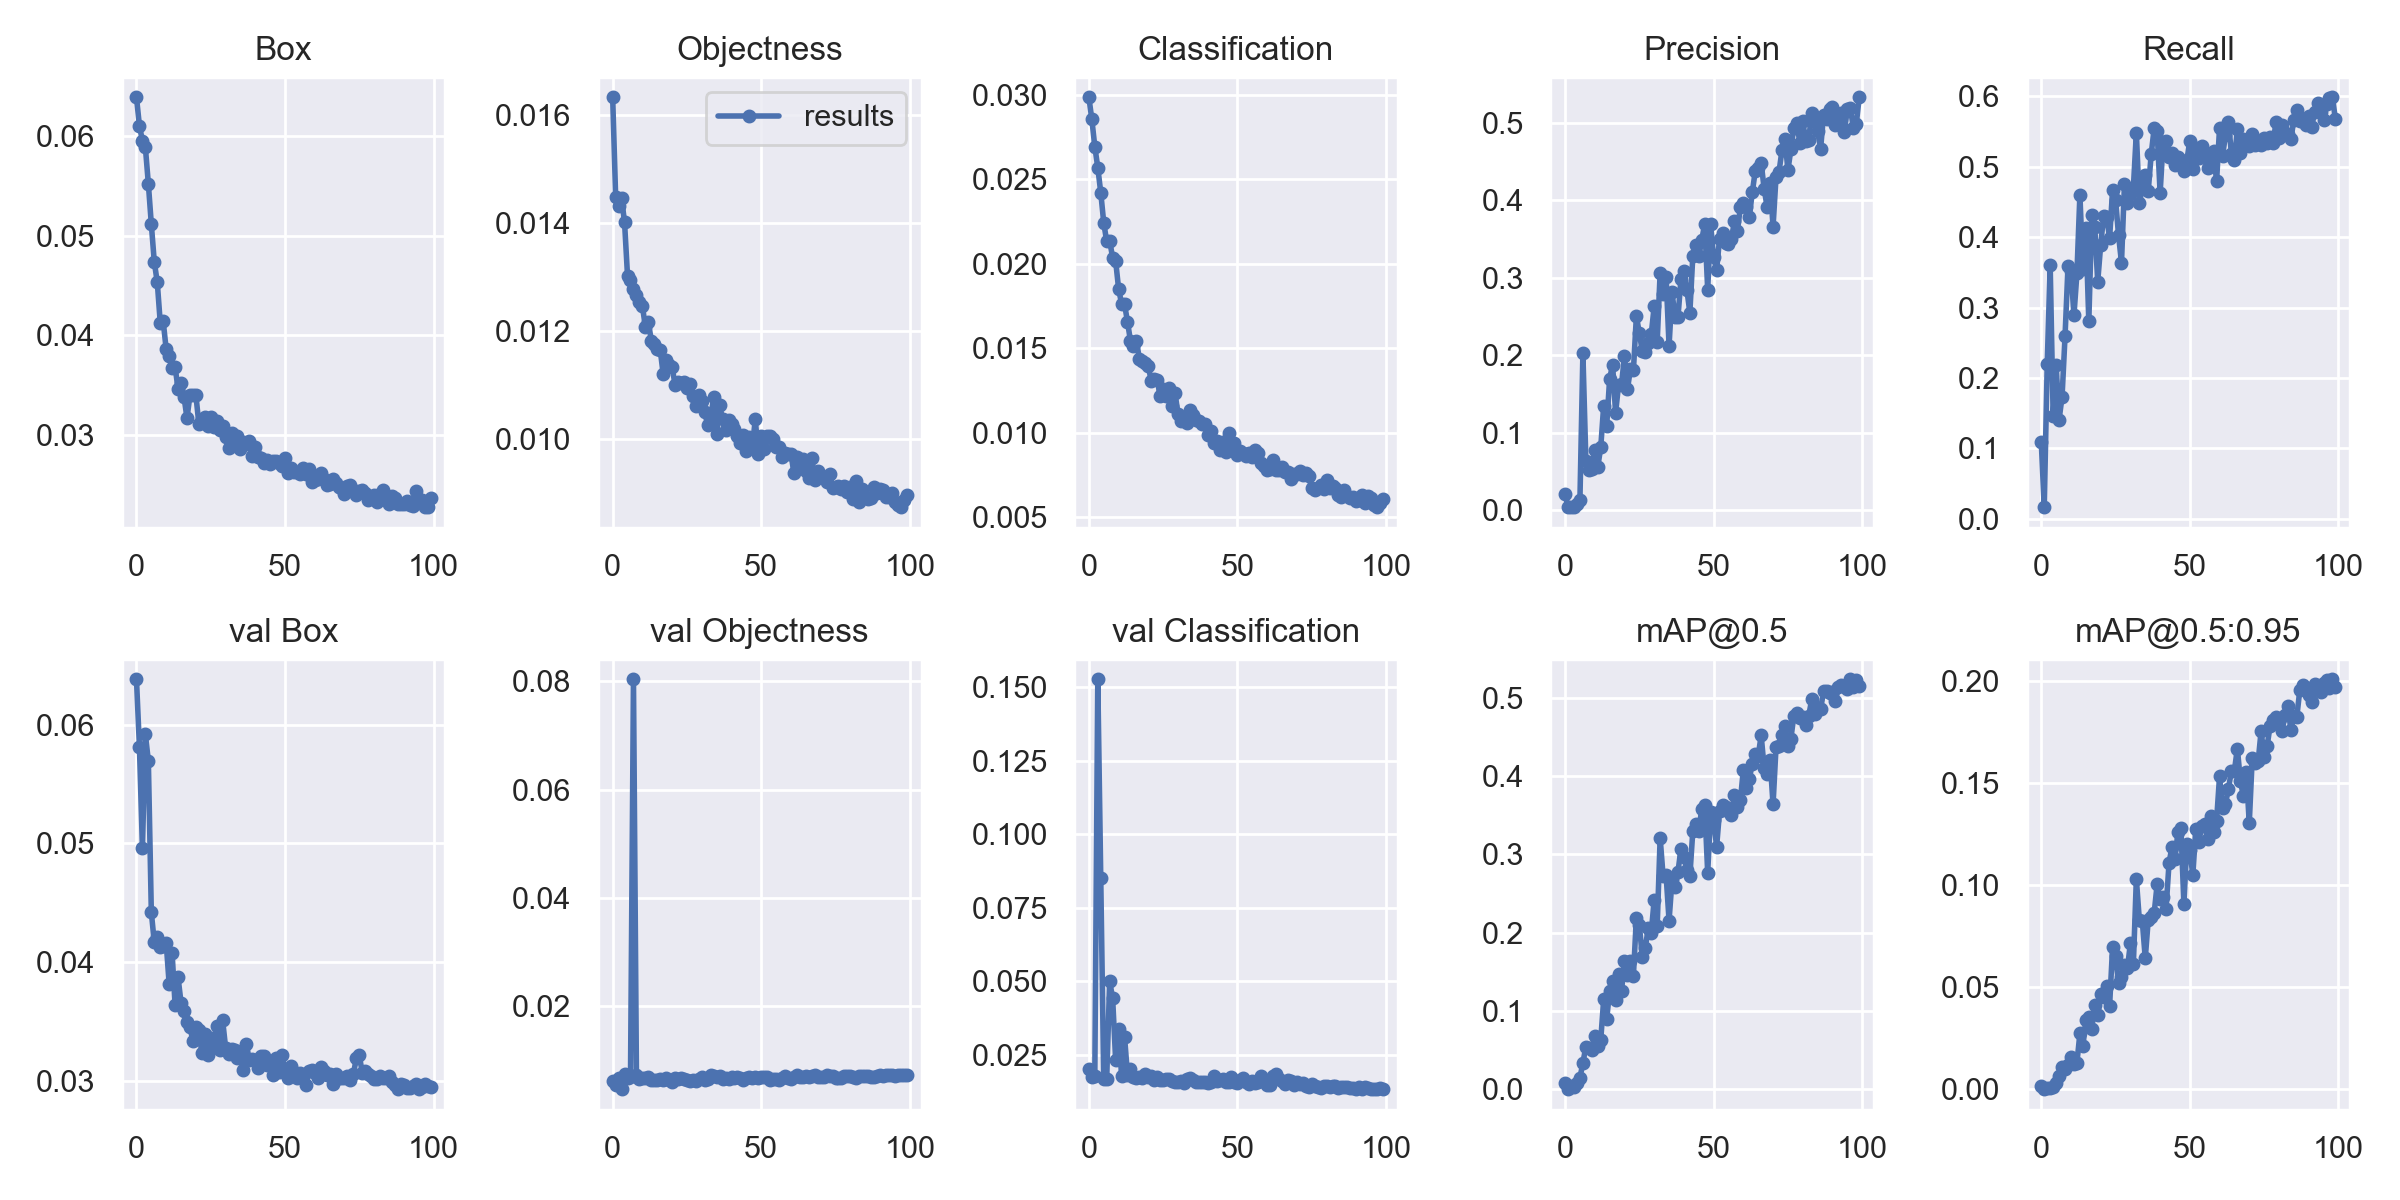 Box
Objectness
Classification
Precision
Recall
0.06
0.05
0.04
0.03
0 50 100
results
0.016
0.014
0.012
0.010
0 50 100
0.030
0.025
0.020
0.015
0.010
0.005
0 50 100
0.5
0.4
0.3
0.2
0.1
0.0
0 50 100
0.6
0.5
0.4
0.3
0.2
0.1
0.0
0 50 100
val Box
val Objectness
val Classification
mAP@0.5
mAP@0.5:0.95
0.06
0.05
0.04
0.03
0 50 100
0.08
0.06
0.04
0.02
0 50 100
0.150
0.125
0.100
0.075
0.050
0.025
0 50 100
0.5
0.4
0.3
0.2
0.1
0.0
0 50 100
0.20
0.15
0.10
0.05
0.00
0 50 100